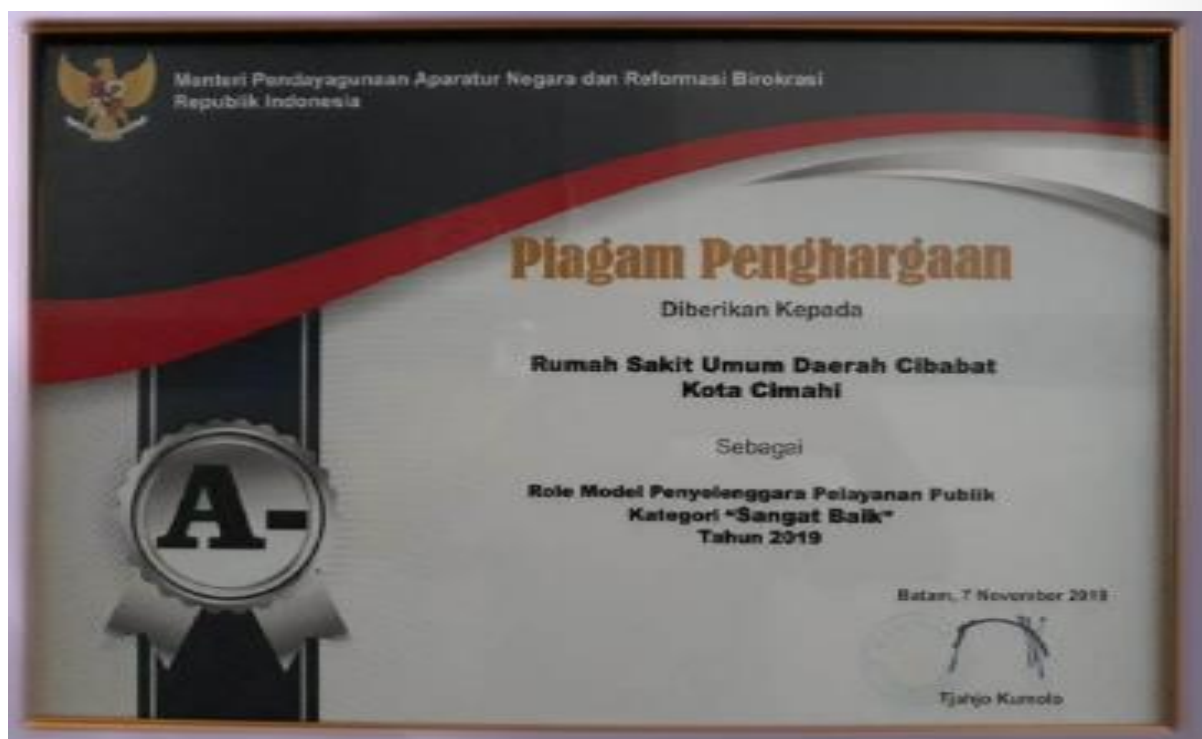 Menteri Pendayagunaan Aparatur Negara dan Reformasi Birokrasi
Republik Indonesia
Piagam Penghargaan
Diberikan Kepada
Rumah Sakit Umum Daerah Cibabat
Kota Cimahi
Sebagai
Role Model Penyelenggara Pelayanan Publik
Kategori "Sangat Baik"
Tahun 2019
A-
Batam, 7 November 2019
Tjahjo Kumolo